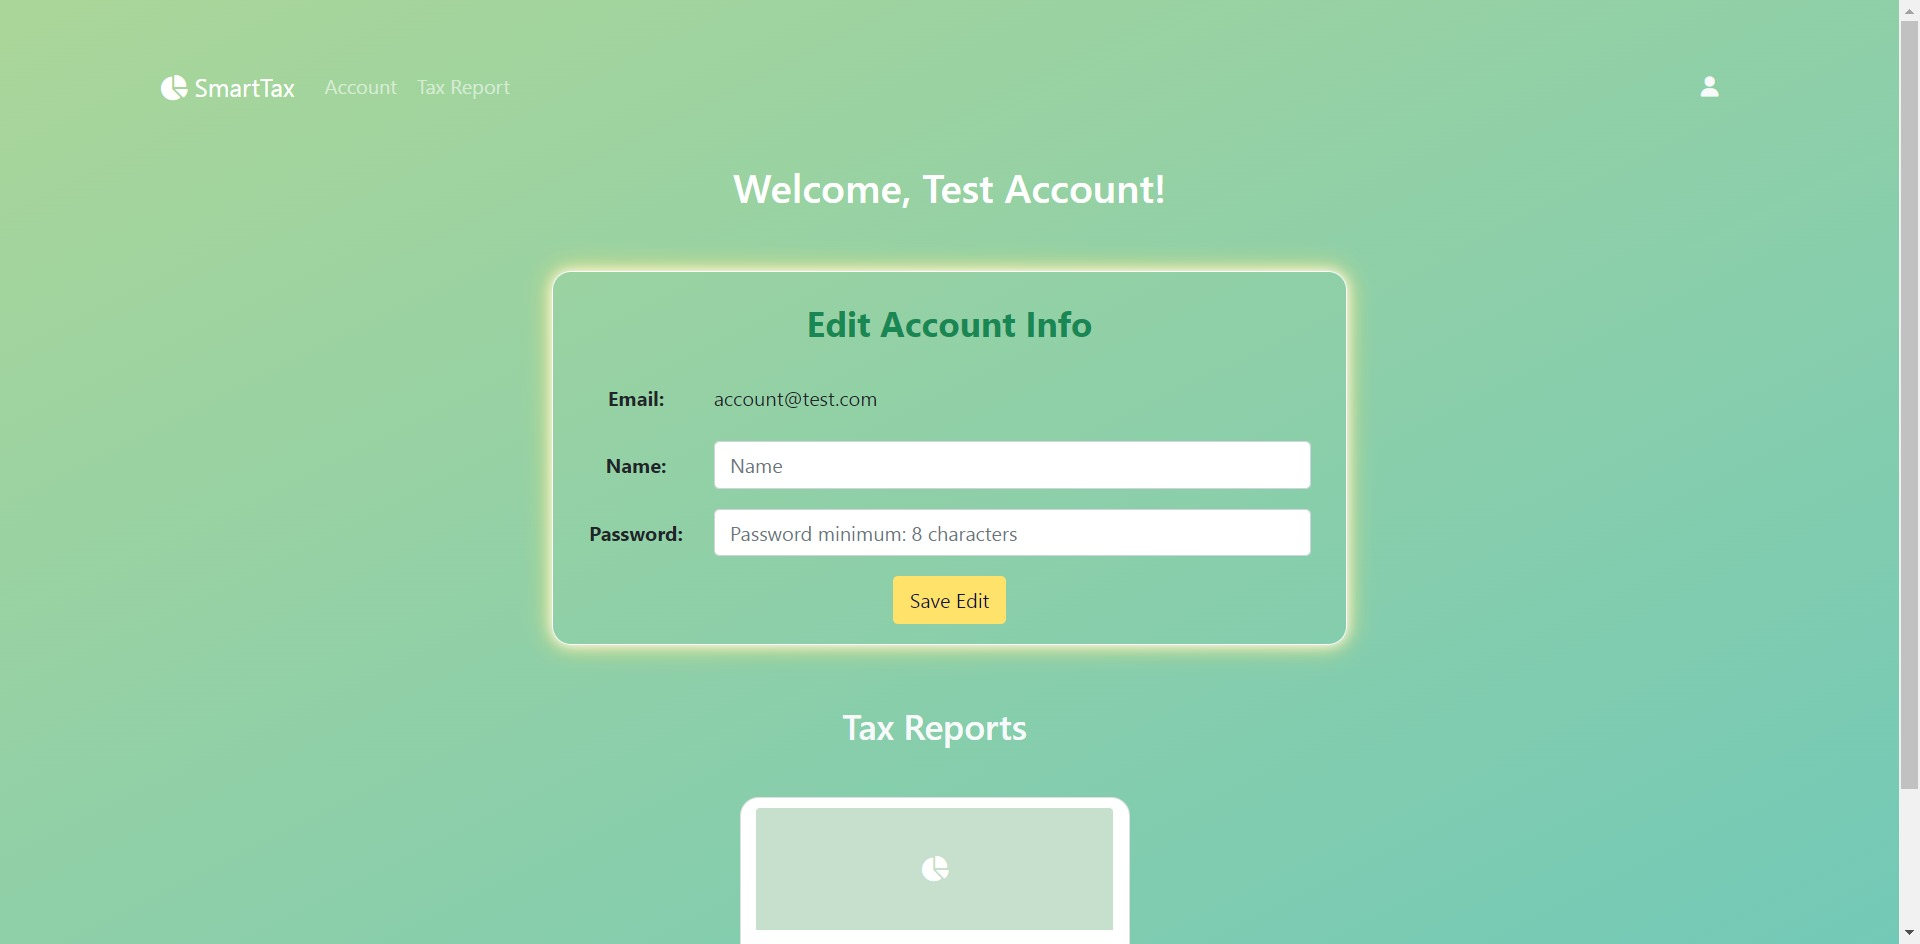 SmartTax Account Tax Report
Welcome, Test Account!
Edit Account Info
Email: account@test.com
Name: Name
Password: Password minimum: 8 characters
Save Edit
Tax Reports